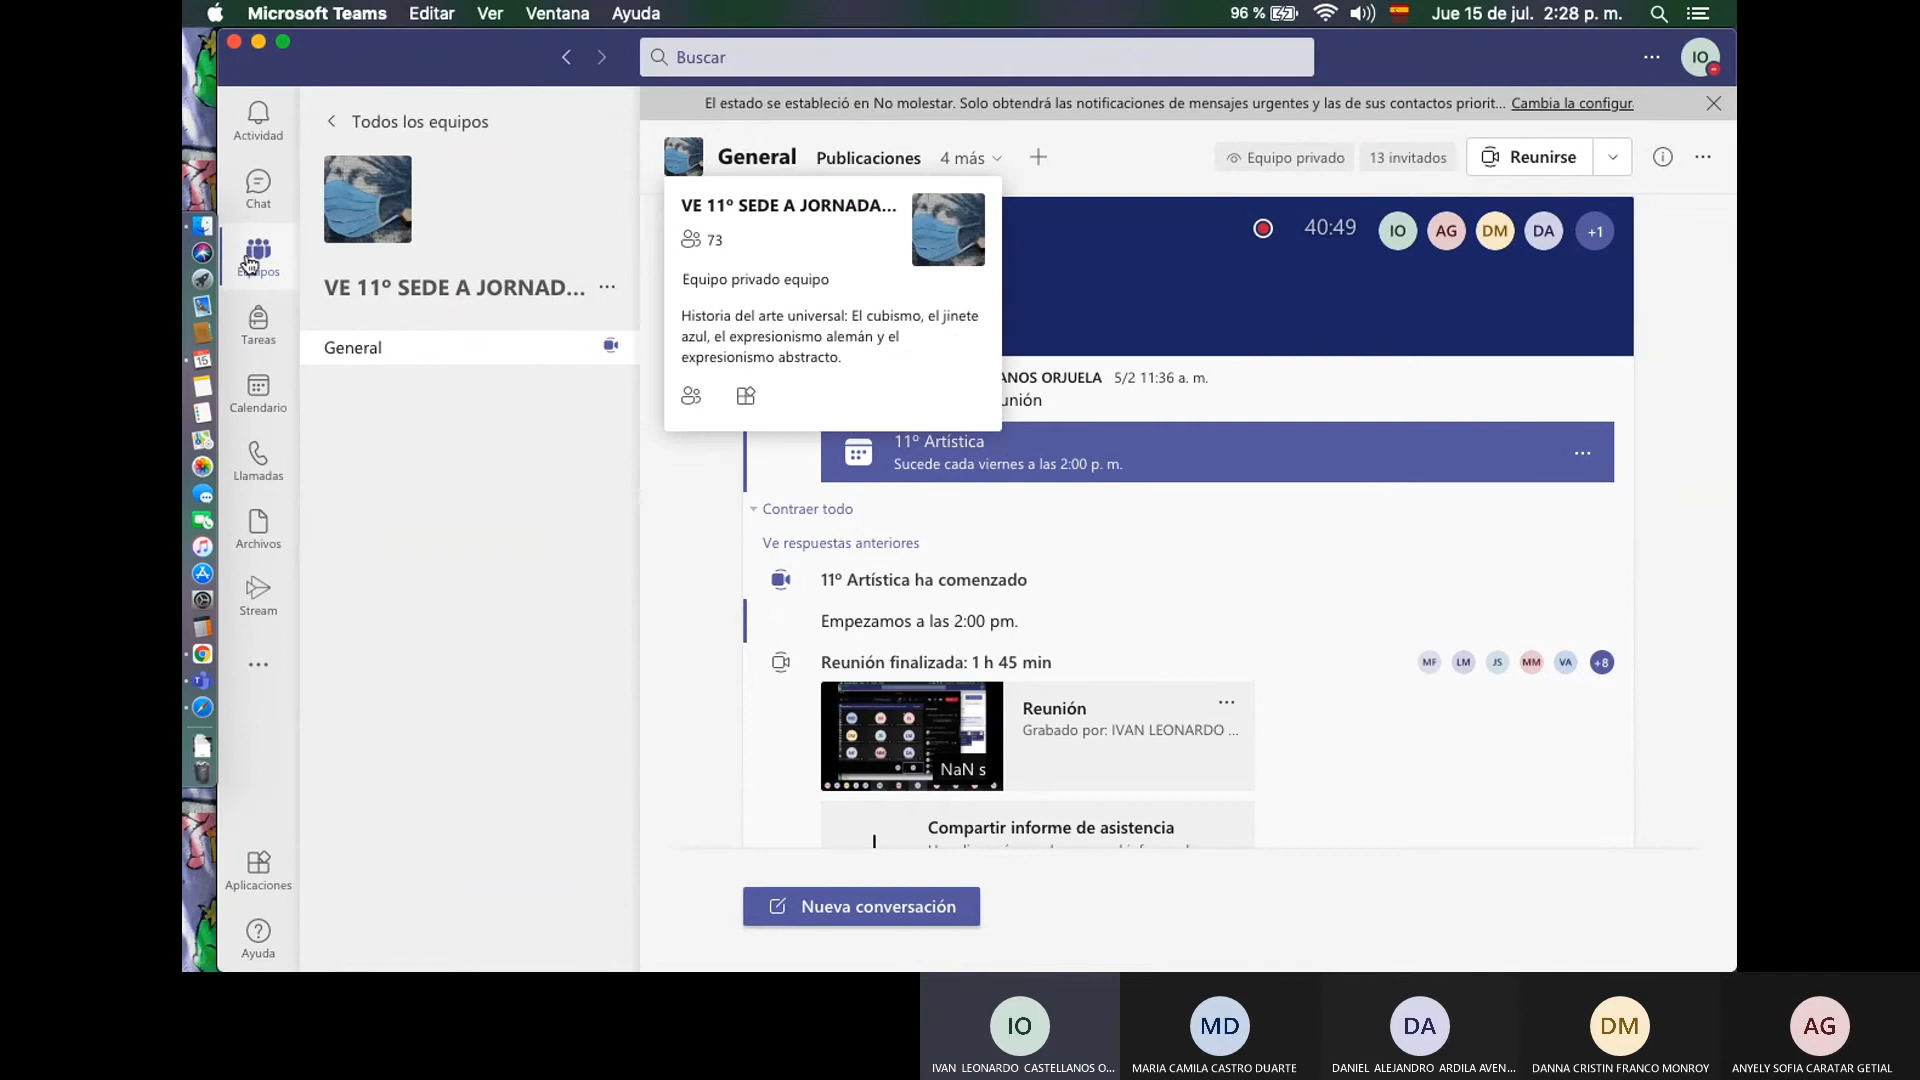 Microsoft Teams Editar Ver Ventana Ayuda
96 % Jue 15 de jul. 2:28 p. m.
Buscar
IO
El estado se estableció en No molestar. Solo obtendrá las notificaciones de mensajes urgentes y las de sus contactos priorit... Cambia la configur
Actividad
Chat
Equipos
Tareas
Calendario
Llamadas
Archivos
Stream
Aplicaciones
Ayuda
15
Todos los equipos
VE 11º SEDE A JORNAD...
General
General Publicaciones 4 más
Equipo privado
13 invitados
Reunirse
VE 11º SEDE A JORNADA...
73
Equipo privado equipo
Historia del arte universal: El cubismo, el jinete
azul, el expresionismo alemán y el
expresionismo abstracto.
40:49 IO AG DM DA +1
ANOS ORJUELA 5/2 11:36 a. m.
unión
11º Artística
Sucede cada viernes a las 2:00 p. m.
Contraer todo
Ve respuestas anteriores
11º Artística ha comenzado
Empezamos a las 2:00 pm.
Reunión finalizada: 1 h 45 min
MF LM JS MM VA +8
NaN s
Reunión
Grabado por: IVAN LEONARDO ...
Compartir informe de asistencia
Nueva conversación
IO MD DA DM AG
IVAN LEONARDO CASTELLANOS O...
MARIA CAMILA CASTRO DUARTE
DANIEL ALEJANDRO ARDILA AVEN...
DANNA CRISTIN FRANCO MONROY
ANYELY SOFIA CARATAR GETIAL